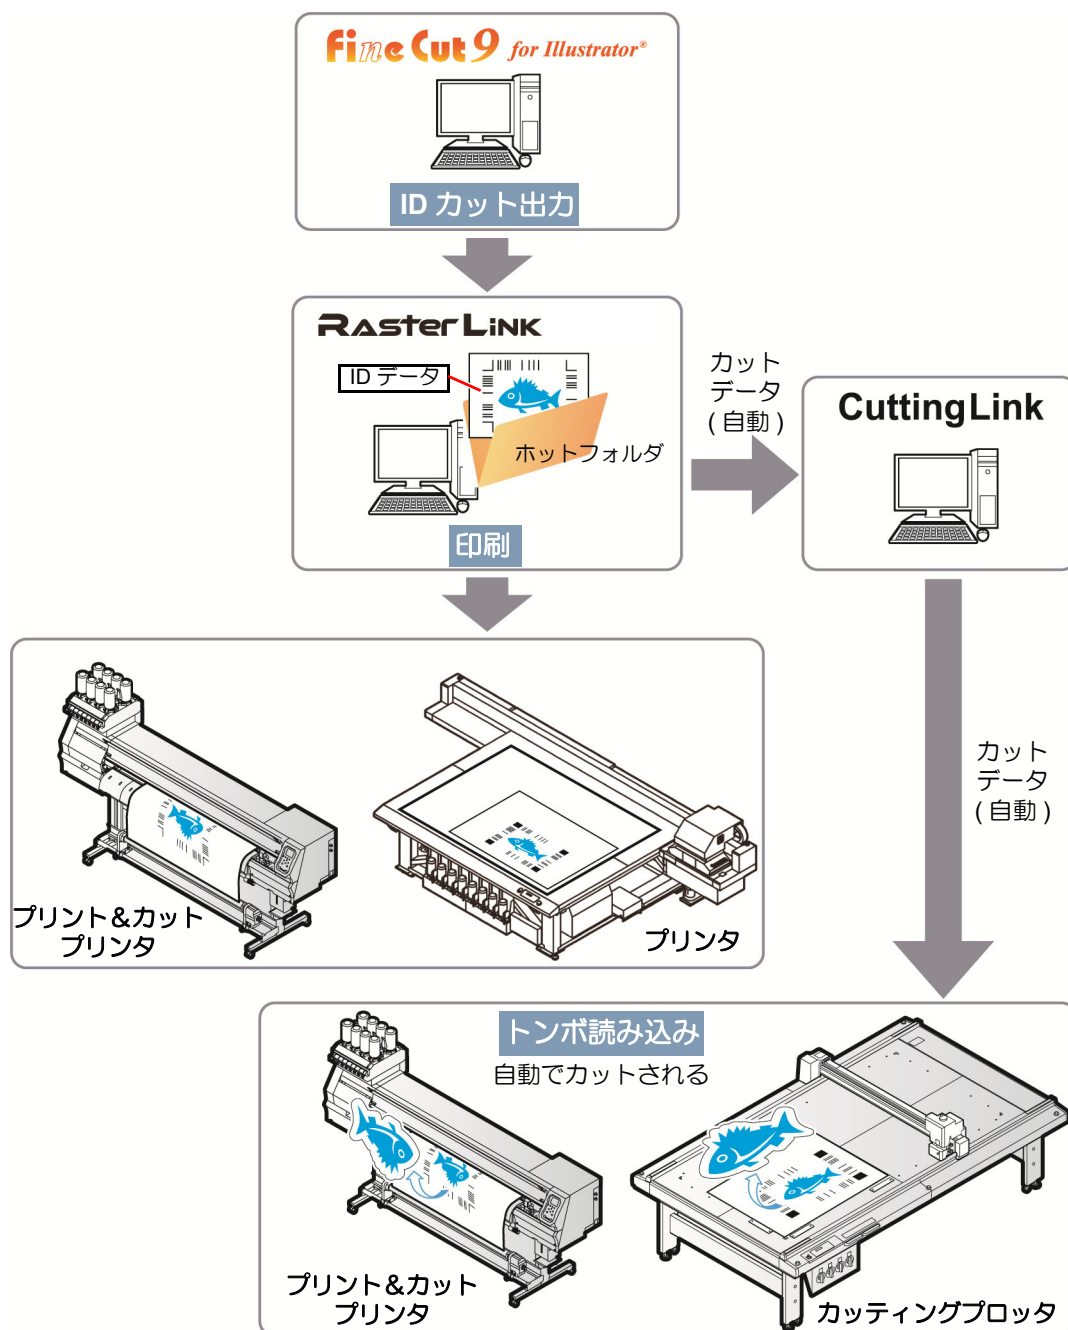 FineCut9 for Illustrator®
ID カット出力
RASTERLINK
ID データ
ホットフォルダ
印刷
カット
データ
( 自動 )
CuttingLink
プリント&カット
プリンタ
プリンタ
カット
データ
( 自動 )
トンボ読み込み
自動でカットされる
プリント&カット
プリンタ
カッティングプロッタ